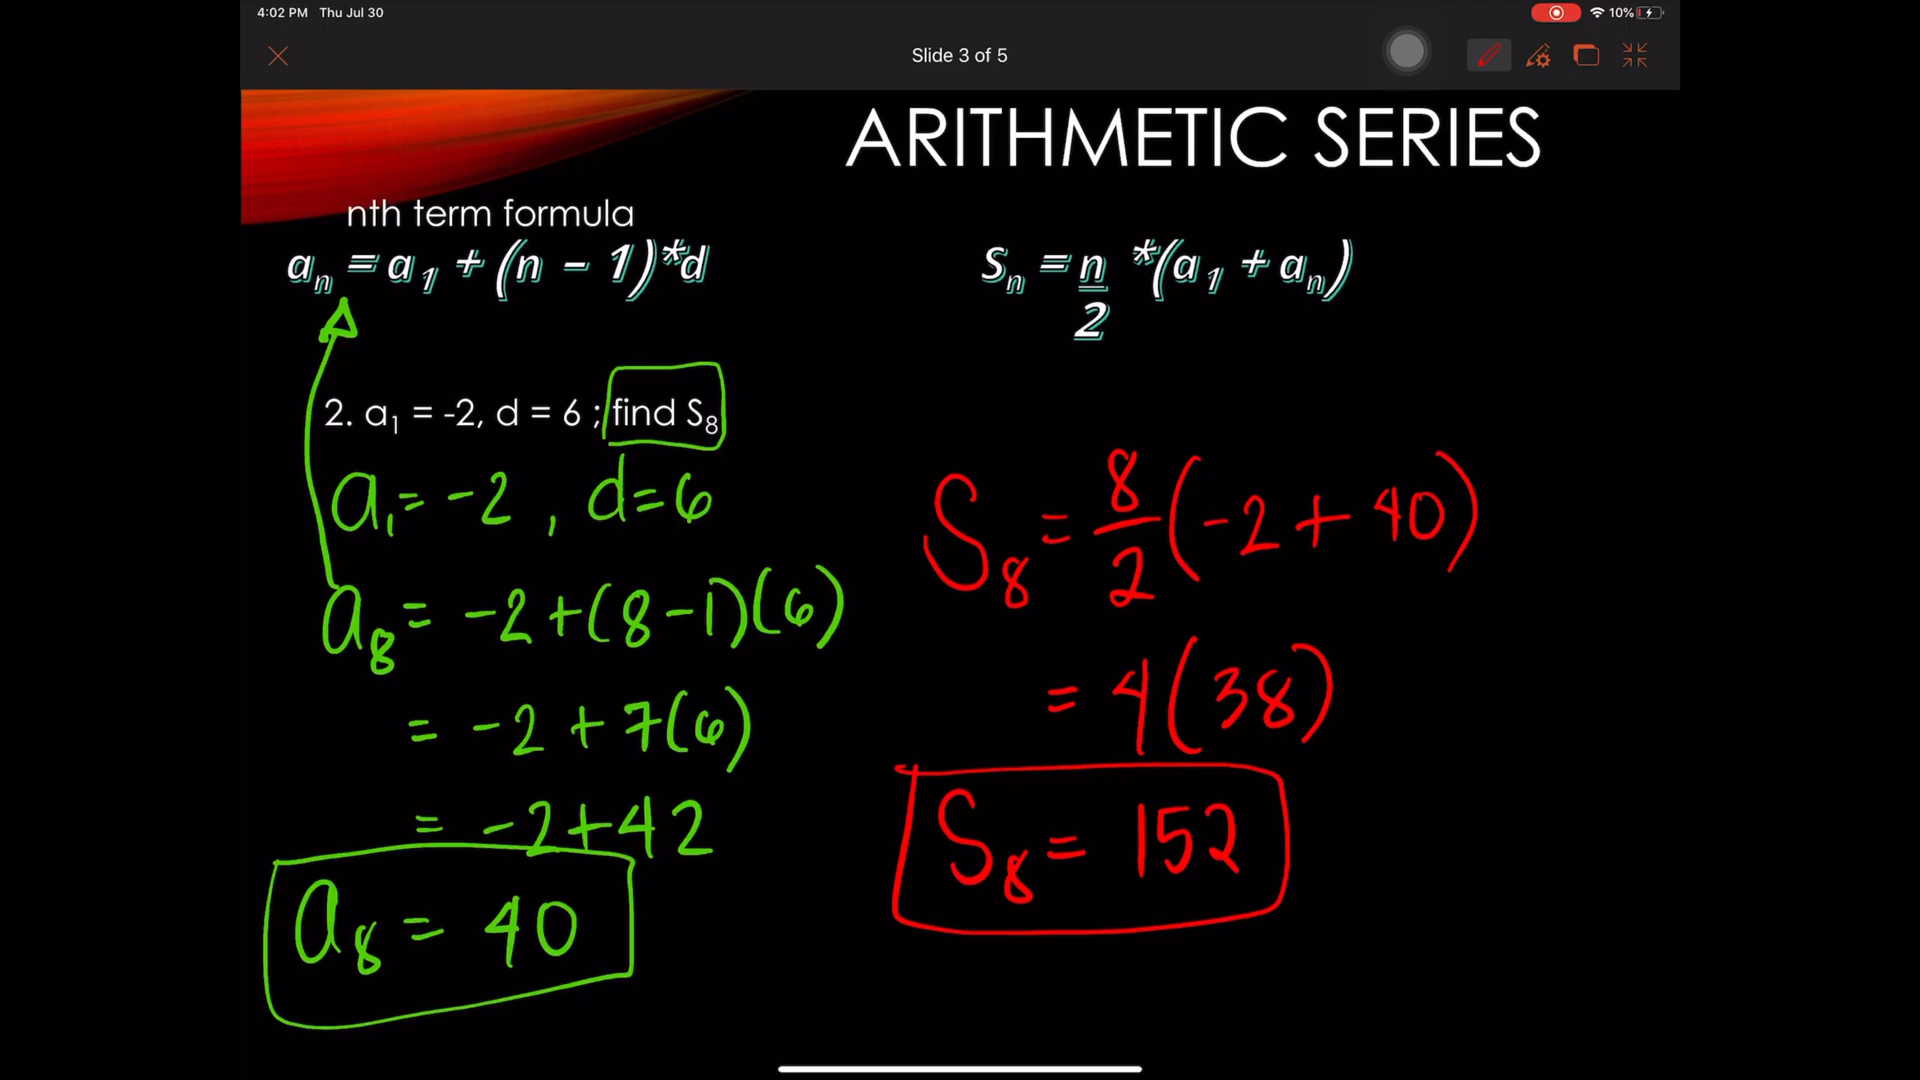 4:02 PM Thu Jul 30
10%
Slide 3 of 5
ARITHMETIC SERIES
nth term formula
aₙ = a₁ + (n – 1)*d
Sₙ = n/2 *(a₁ + aₙ)
2. a₁ = -2, d = 6 ; find S₈
a₁ = -2 , d = 6
a₈ = -2 + (8 - 1)(6)
= -2 + 7(6)
= -2 + 42
a₈ = 40
S₈ = 8/2 (-2 + 40)
= 4(38)
S₈ = 152